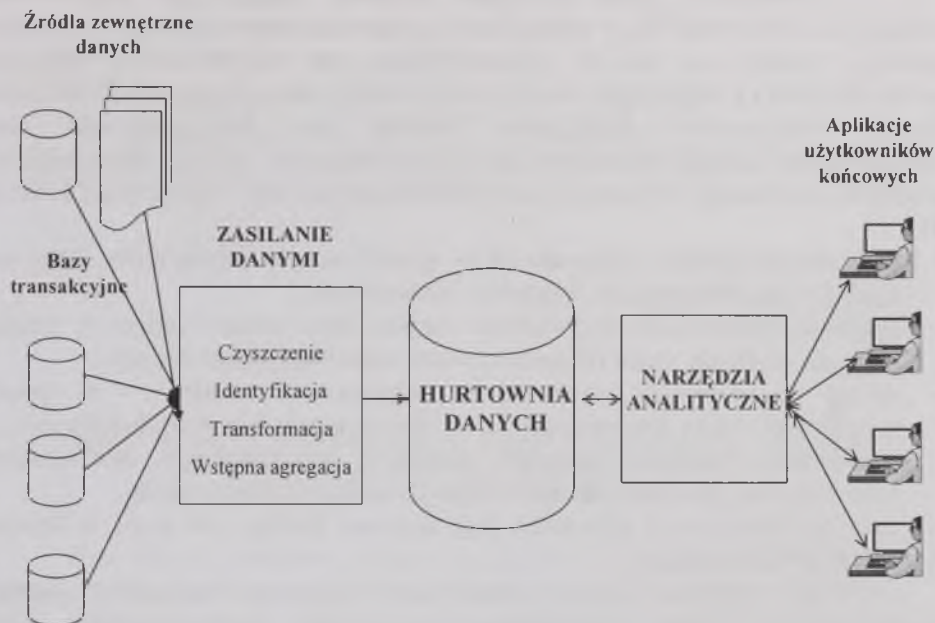 Źródła zewnętrzne
danych
Aplikacje
użytkowników
końcowych
Bazy
transakcyjne
ZASILANIE
DANYMI
Czyszczenie
Identyfikacja
Transformacja
Wstępna agregacja
HURTOWNIA
DANYCH
NARZĘDZIA
ANALITYCZNE